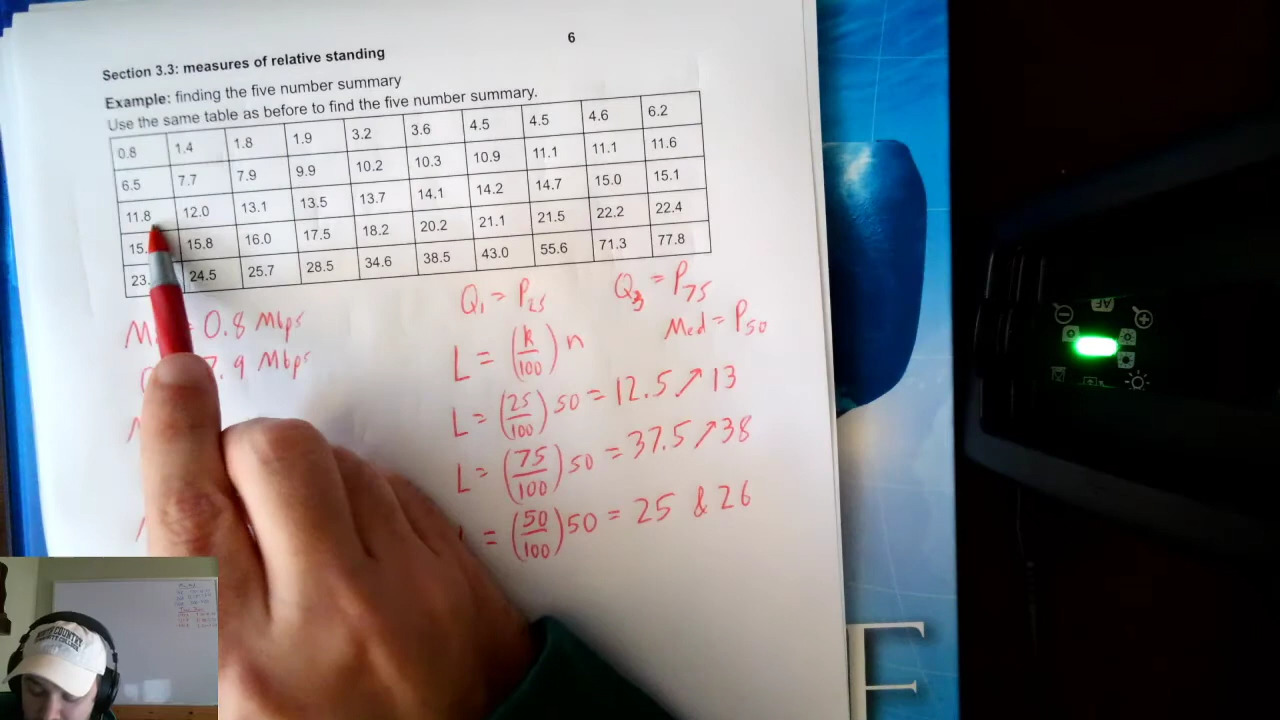 6
Section 3.3: measures of relative standing
Example: finding the five number summary
Use the same table as before to find the five number summary.
0.8 1.4 1.8 1.9 3.2 3.6 4.5 4.5 4.6 6.2
6.5 7.7 7.9 9.9 10.2 10.3 10.9 11.1 11.1 11.6
11.8 12.0 13.1 13.5 13.7 14.1 14.2 14.7 15.0 15.1
15. 15.8 16.0 17.5 18.2 20.2 21.1 21.5 22.2 22.4
23. 24.5 25.7 28.5 34.6 38.5 43.0 55.6 71.3 77.8
Q₁ = P₂₅ Q₃ = P₇₅
0.8 Mbps
Med = P₅₀
7.9 Mbps
L = (k/100) n
L = (25/100) 50 = 12.5 ↗ 13
L = (75/100) 50 = 37.5 ↗ 38
= (50/100) 50 = 25 & 26
AF
E